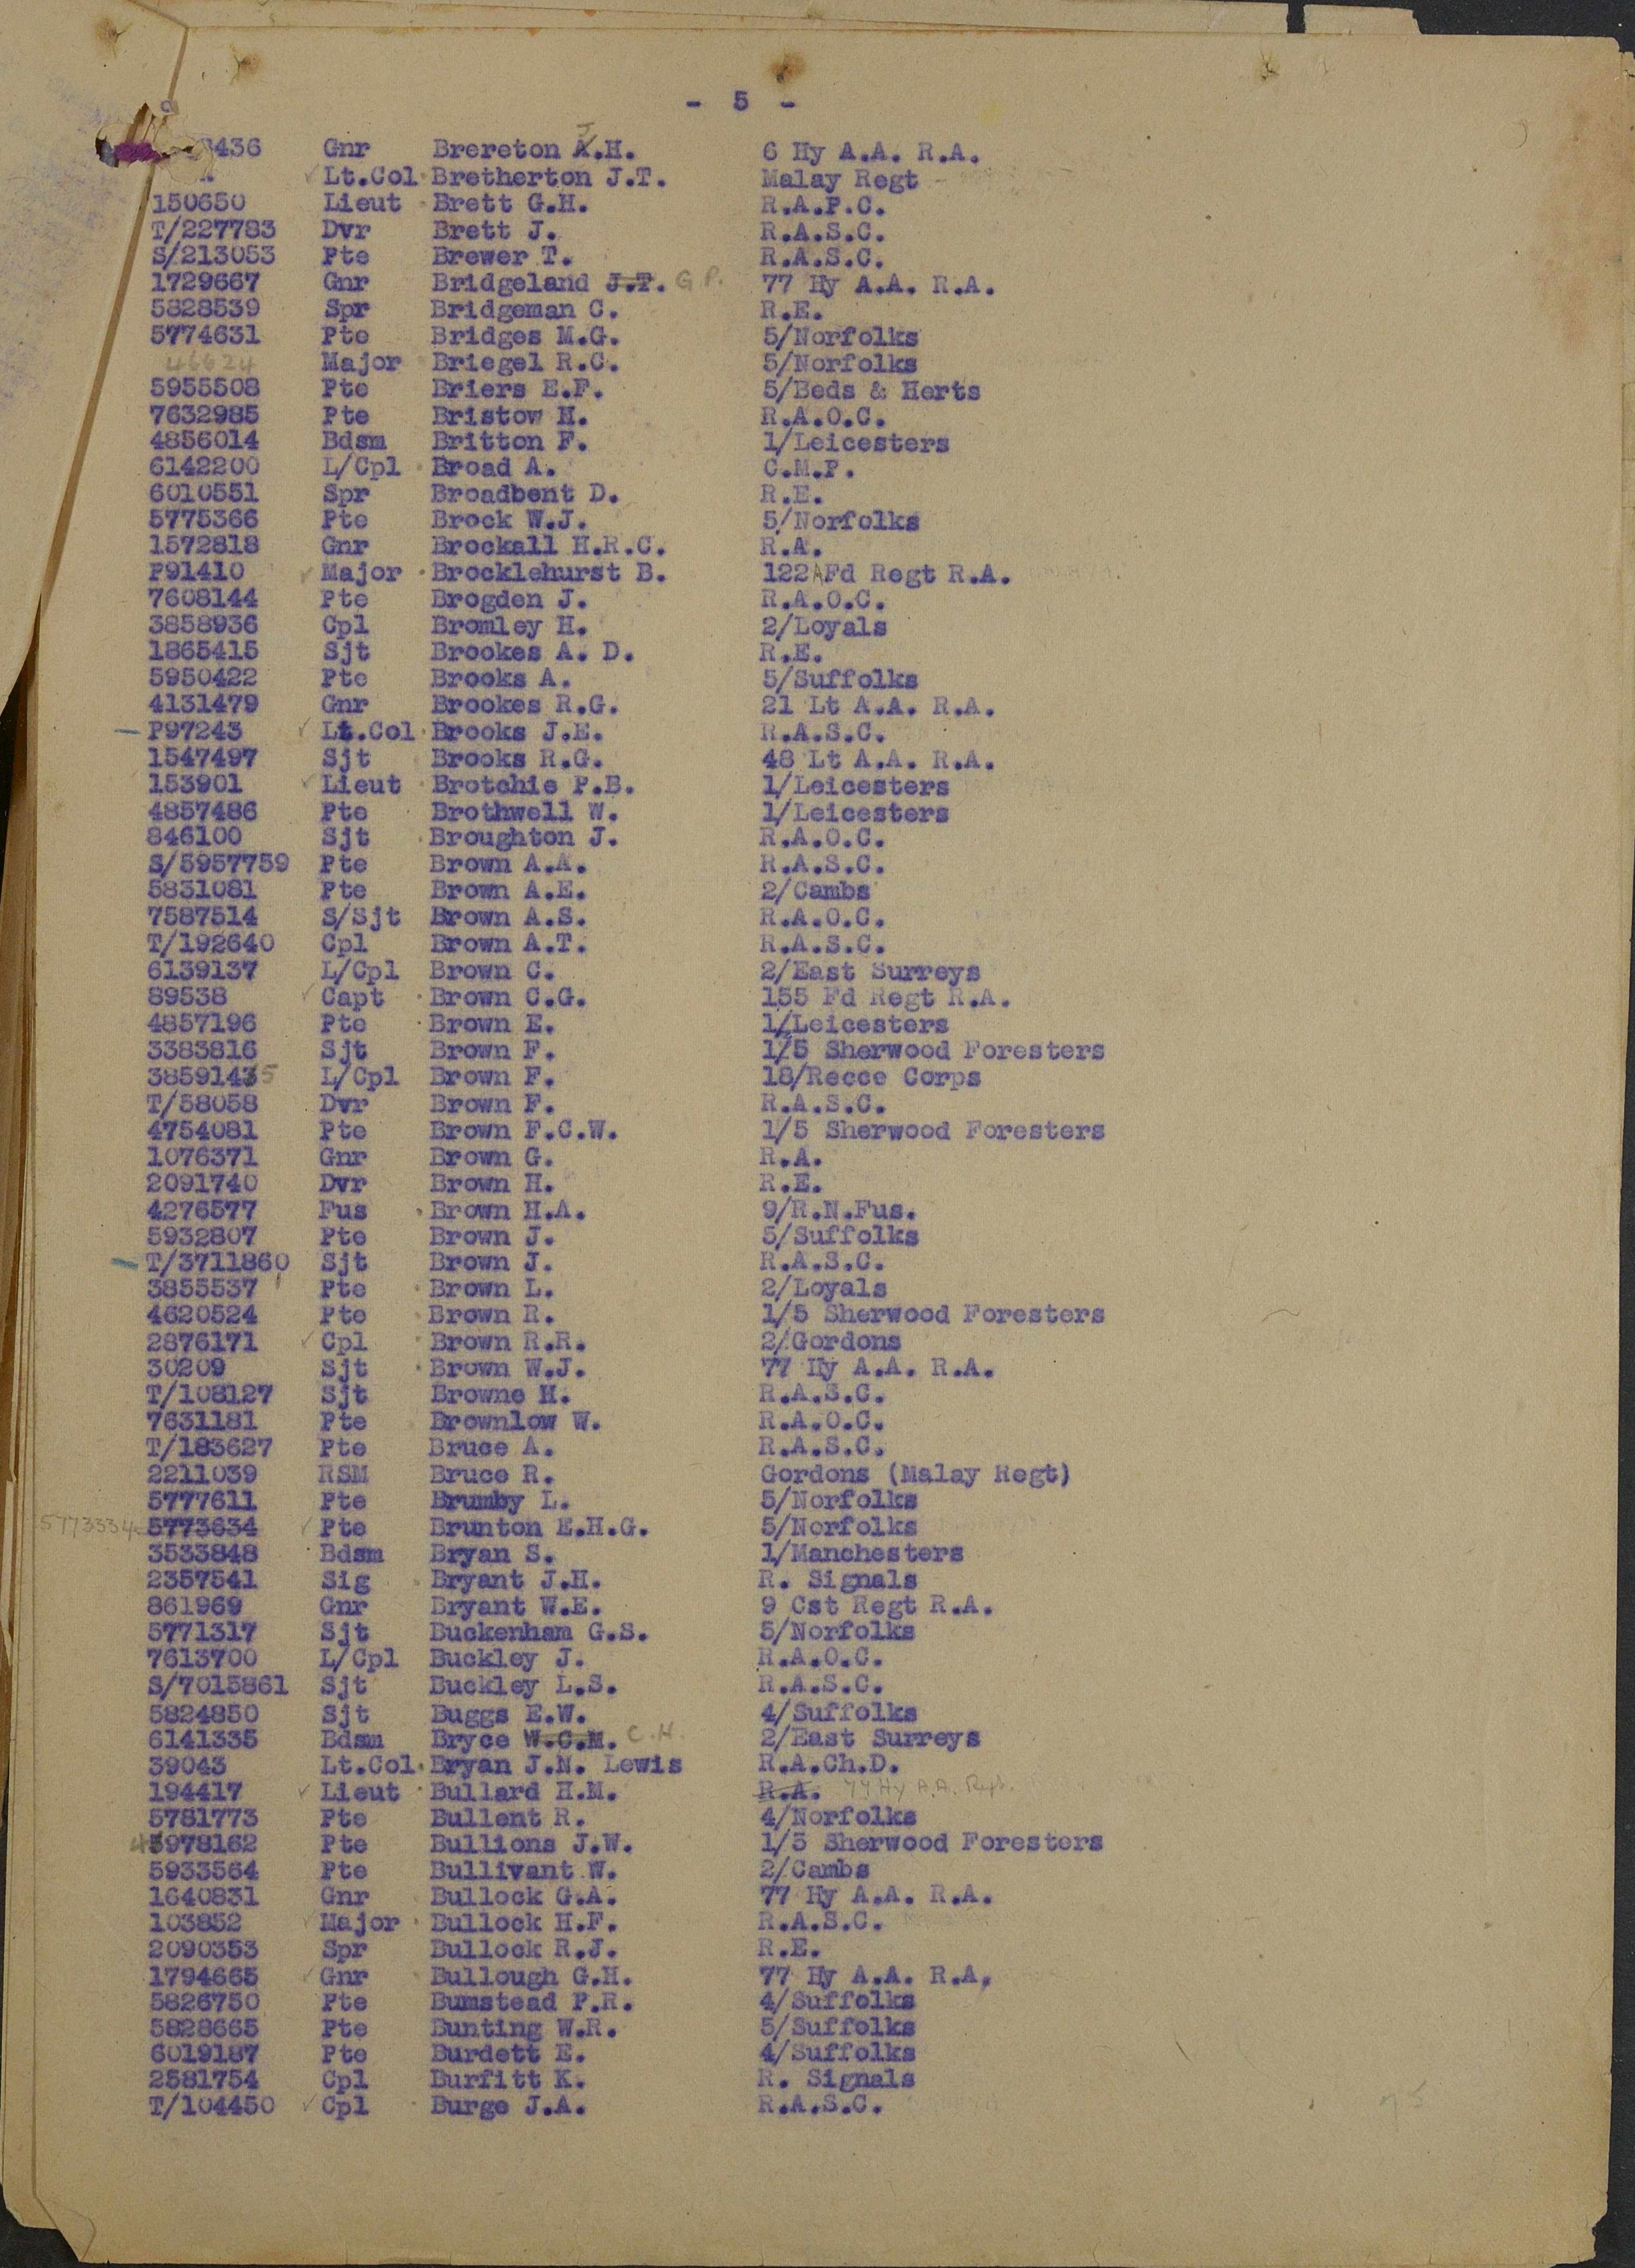 - 5 -
8436 Gnr Brereton A.H. J 6 Hy A.A. R.A.
Lt.Col Bretherton J.T. Malay Regt
150650 Lieut Brett G.H. R.A.P.C.
T/227783 Dvr Brett J. R.A.S.C.
S/213053 Pte Brewer T. R.A.S.C.
1729667 Gnr Bridgeland J.T. G P. 77 Hy A.A. R.A.
5828539 Spr Bridgeman C. R.E.
5774631 Pte Bridges M.G. 5/Norfolks
46624 Major Briegel R.C. 5/Norfolks
5955508 Pte Briers E.F. 5/Beds & Herts
7632985 Pte Bristow H. R.A.O.C.
4856014 Bdsm Britton F. 1/Leicesters
6142200 L/Cpl Broad A. C.M.P.
6010551 Spr Broadbent D. R.E.
5775366 Pte Brock W.J. 5/Norfolks
1572818 Gnr Brockall H.R.C. R.A.
P91410 Major Brocklehurst B. 122 Fd Regt R.A.
7608144 Pte Brogden J. R.A.O.C.
3858936 Cpl Bromley H. 2/Loyals
1865415 Sjt Brookes A. D. R.E.
5950422 Pte Brooks A. 5/Suffolks
4131479 Gnr Brookes R.G. 21 Lt A.A. R.A.
P97243 Lt.Col Brooks J.E. R.A.S.C.
1547497 Sjt Brooks R.G. 48 Lt A.A. R.A.
153901 Lieut Brotchie P.B. 1/Leicesters
4857486 Pte Brothwell W. 1/Leicesters
846100 Sjt Broughton J. R.A.O.C.
S/5957759 Pte Brown A.A. R.A.S.C.
5831081 Pte Brown A.E. 2/Cambs
7587514 S/Sjt Brown A.S. R.A.O.C.
T/192640 Cpl Brown A.T. R.A.S.C.
6139137 L/Cpl Brown C. 2/East Surreys
89538 Capt Brown C.G. 155 Fd Regt R.A.
4857196 Pte Brown E. 1/Leicesters
3383816 Sjt Brown F. 1/5 Sherwood Foresters
3859143 5 L/Cpl Brown F. 18/Recce Corps
T/58058 Dvr Brown F. R.A.S.C.
4754081 Pte Brown F.C.W. 1/5 Sherwood Foresters
1076371 Gnr Brown G. R.A.
2091740 Dvr Brown H. R.E.
4276577 Fus Brown H.A. 9/R.N.Fus.
5932807 Pte Brown J. 5/Suffolks
T/3711860 Sjt Brown J. R.A.S.C.
3855537 Pte Brown L. 2/Loyals
4620524 Pte Brown R. 1/5 Sherwood Foresters
2876171 Cpl Brown R.R. 2/Gordons
30209 Sjt Brown W.J. 77 Hy A.A. R.A.
T/108127 Sjt Browne H. R.A.S.C.
7631181 Pte Brownlow W. R.A.O.C.
T/183627 Pte Bruce A. R.A.S.C.
2211039 RSM Bruce R. Gordons (Malay Regt)
5777611 Pte Brumby L. 5/Norfolks
5773334 5773634 Pte Brunton E.H.G. 5/Norfolks
3533848 Bdsm Bryan S. 1/Manchesters
2357541 Sig Bryant J.H. R. Signals
861969 Gnr Bryant W.E. 9 Cst Regt R.A.
5771317 Sjt Buckenham G.S. 5/Norfolks
7613700 L/Cpl Buckley J. R.A.O.C.
S/7015861 Sjt Buckley L.S. R.A.S.C.
5824850 Sjt Buggs E.W. 4/Suffolks
6141335 Bdsm Bryce W.C.M. C.H. 2/East Surreys
39043 Lt.Col Bryan J.N. Lewis R.A.Ch.D.
194417 Lieut Bullard H.M. R.A. 77 Hy A.A. Regt.
5781773 Pte Bullent R. 4/Norfolks
5978162 Pte Bullions J.W. 1/5 Sherwood Foresters
5933564 Pte Bullivant W. 2/Cambs
1640831 Gnr Bullock G.A. 77 Hy A.A. R.A.
103852 Major Bullock H.F. R.A.S.C.
2090353 Spr Bullock R.J. R.E.
1794665 Gnr Bullough G.H. 77 Hy A.A. R.A.
5826750 Pte Bumstead P.R. 4/Suffolks
5828665 Pte Bunting W.R. 5/Suffolks
6019187 Pte Burdett E. 4/Suffolks
2581754 Cpl Burfitt K. R. Signals
T/104450 Cpl Burge J.A. R.A.S.C.
75